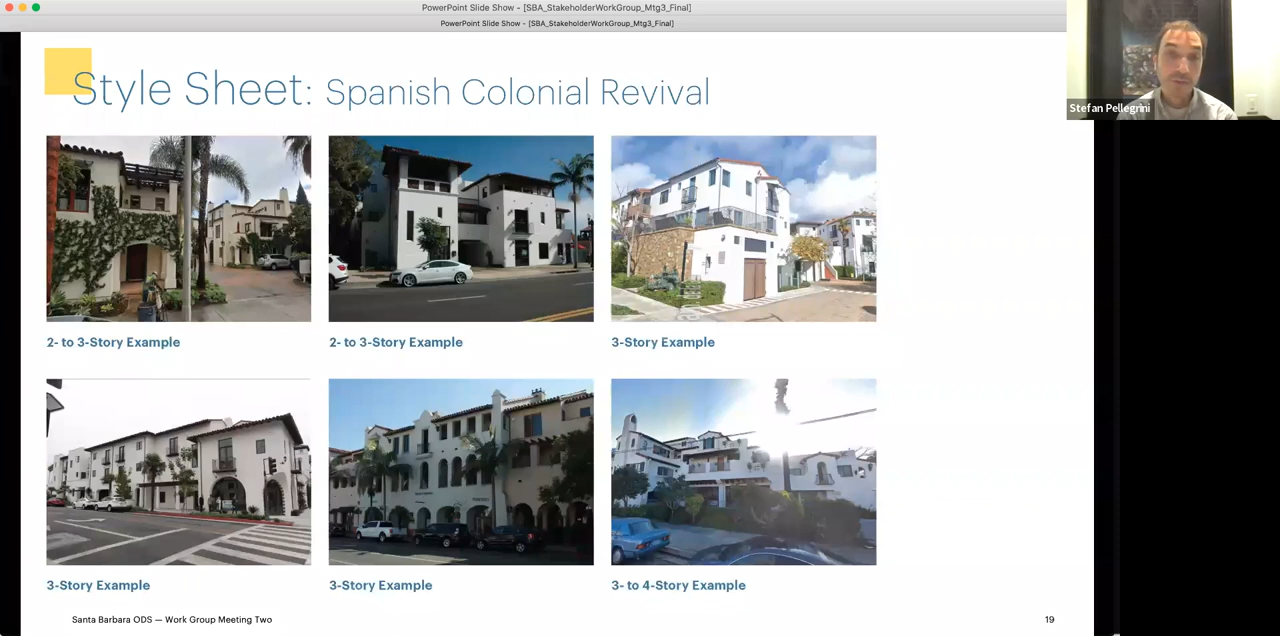 PowerPoint Slide Show - [SBA_StakeholderWorkGroup_Mtg3_Final]
PowerPoint Slide Show - [SBA_StakeholderWorkGroup_Mtg3_Final]
Stefan Pellegrini
Style Sheet: Spanish Colonial Revival
2- to 3-Story Example
2- to 3-Story Example
3-Story Example
3-Story Example
3-Story Example
3- to 4-Story Example
Santa Barbara ODS — Work Group Meeting Two
19